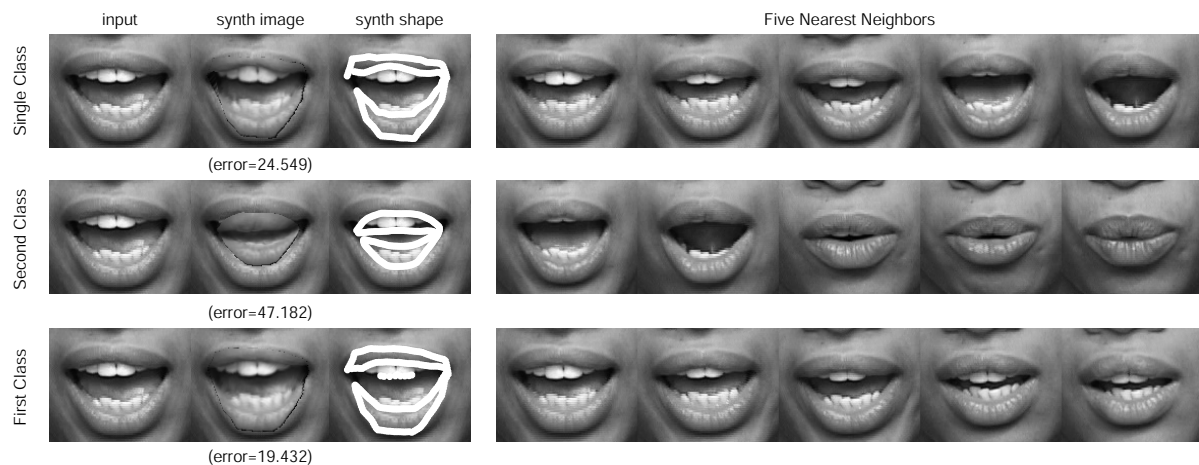 input synth image synth shape Five Nearest Neighbors
Single Class
(error=24.549)
Second Class
(error=47.182)
First Class
(error=19.432)